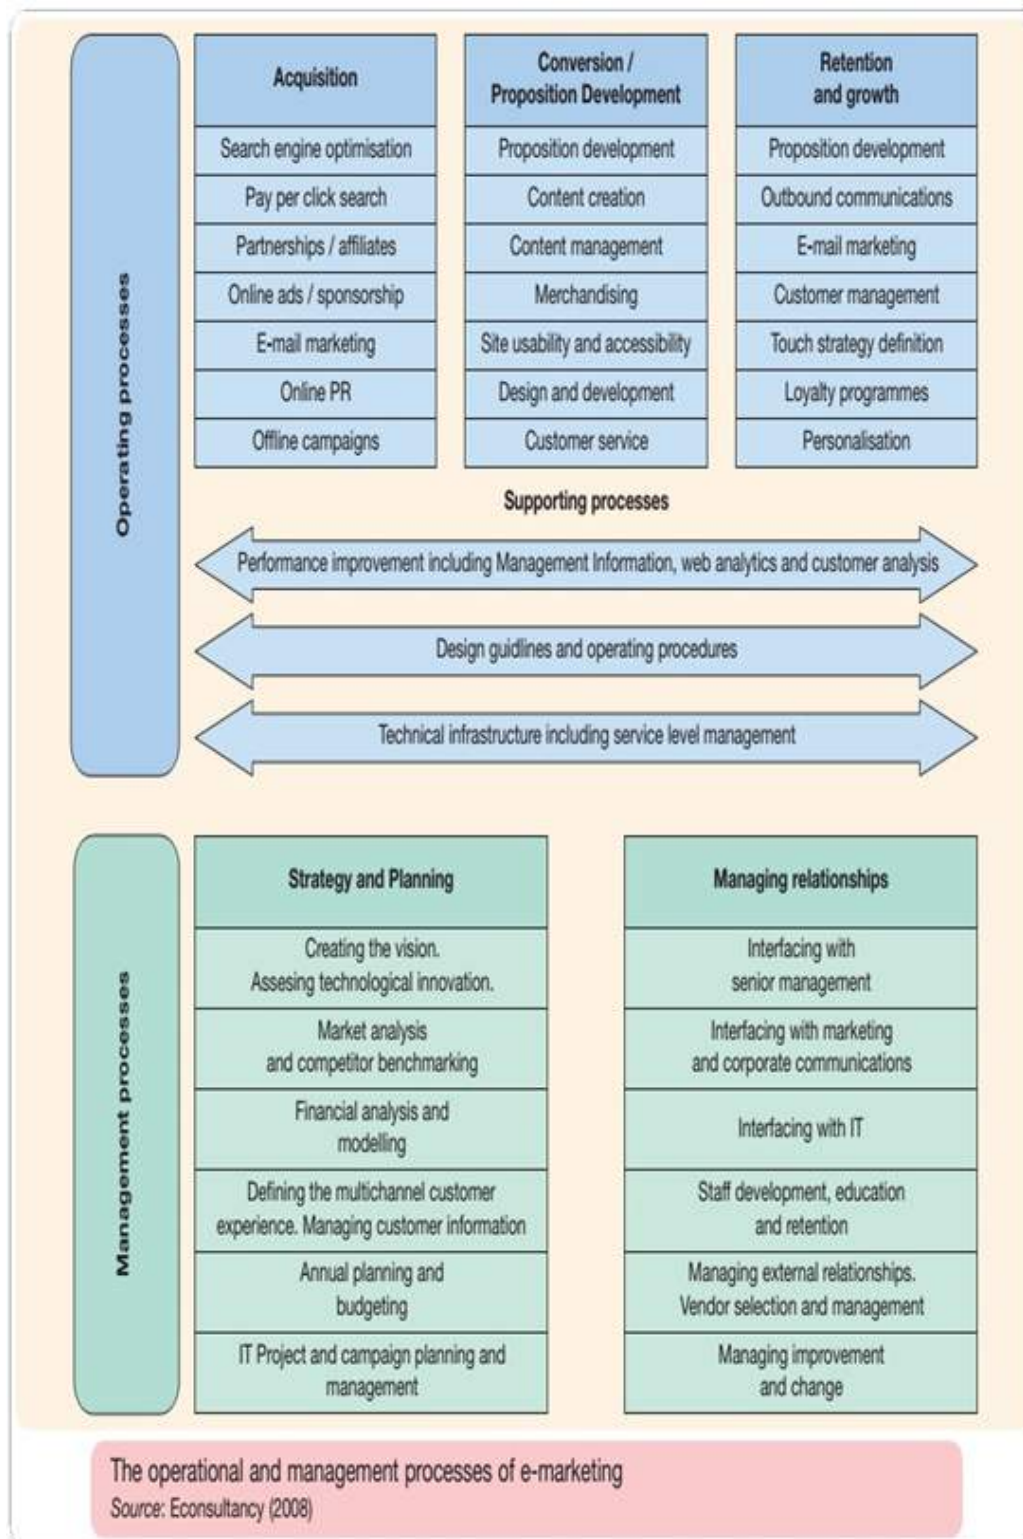 Operating processes
Acquisition
Search engine optimisation
Pay per click search
Partnerships / affiliates
Online ads / sponsorship
E-mail marketing
Online PR
Offline campaigns
Conversion /
Proposition Development
Proposition development
Content creation
Content management
Merchandising
Site usability and accessibility
Design and development
Customer service
Retention
and growth
Proposition development
Outbound communications
E-mail marketing
Customer management
Touch strategy definition
Loyalty programmes
Personalisation
Supporting processes
Performance improvement including Management Information, web analytics and customer analysis
Design guidlines and operating procedures
Technical infrastructure including service level management
Management processes
Strategy and Planning
Creating the vision.
Assesing technological innovation.
Market analysis
and competitor benchmarking
Financial analysis and
modelling
Defining the multichannel customer
experience. Managing customer information
Annual planning and
budgeting
IT Project and campaign planning and
management
Managing relationships
Interfacing with
senior management
Interfacing with marketing
and corporate communications
Interfacing with IT
Staff development, education
and retention
Managing external relationships.
Vendor selection and management
Managing improvement
and change
The operational and management processes of e-marketing
Source: Econsultancy (2008)